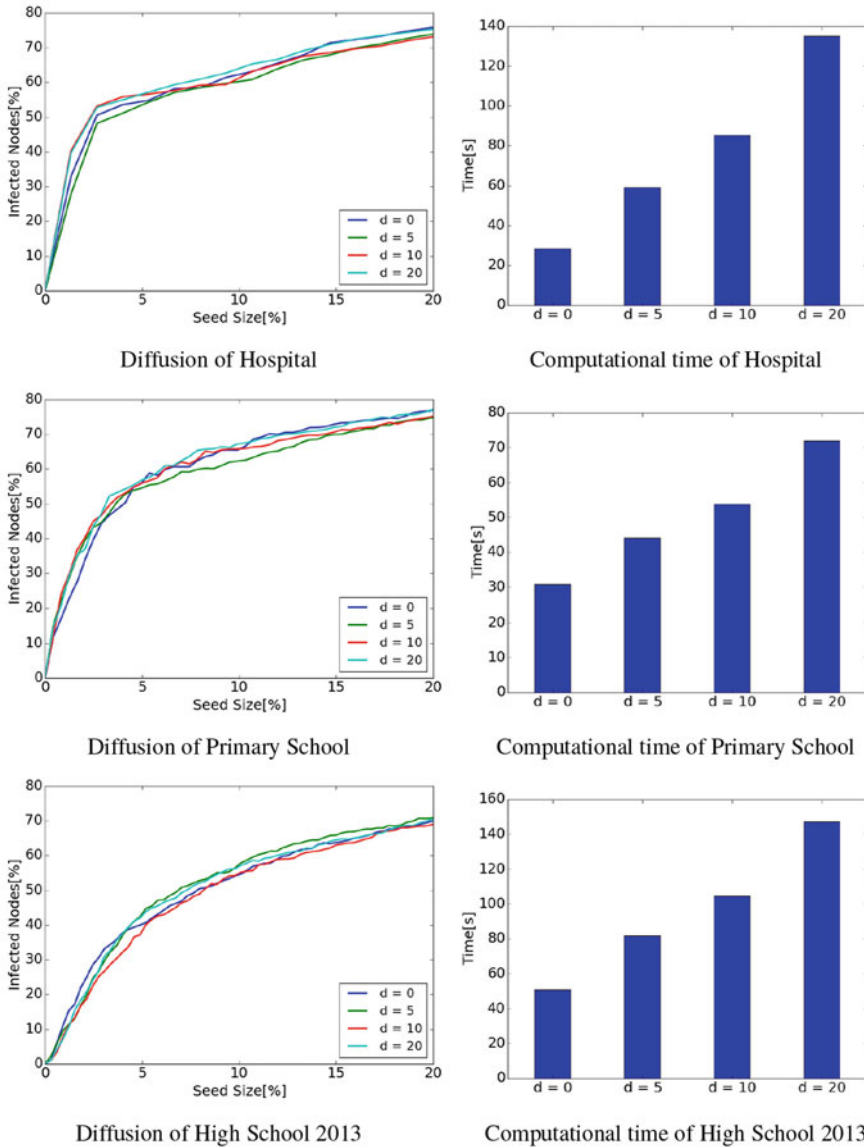 80
70
60
50
40
30
20
10
0
Infected Nodes[%]
d = 0
d = 5
d = 10
d = 20
0 5 10 15 20
Seed Size[%]
Diffusion of Hospital
140
120
100
80
60
40
20
0
Time[s]
d = 0 d = 5 d = 10 d = 20
Computational time of Hospital
80
70
60
50
40
30
20
10
0
Infected Nodes[%]
d = 0
d = 5
d = 10
d = 20
0 5 10 15 20
Seed Size[%]
Diffusion of Primary School
80
70
60
50
40
30
20
10
0
Time[s]
d = 0 d = 5 d = 10 d = 20
Computational time of Primary School
80
70
60
50
40
30
20
10
0
Infected Nodes[%]
d = 0
d = 5
d = 10
d = 20
0 5 10 15 20
Seed Size[%]
Diffusion of High School 2013
160
140
120
100
80
60
40
20
0
Time[s]
d = 0 d = 5 d = 10 d = 20
Computational time of High School 2013